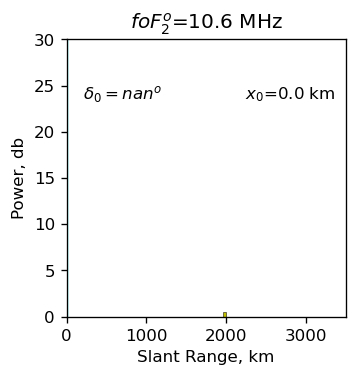 foF₂ᵒ=10.6 MHz
30
δ₀ = nanᵒ x₀=0.0 km
25
20
15
10
5
0
Power, db
0 1000 2000 3000
Slant Range, km